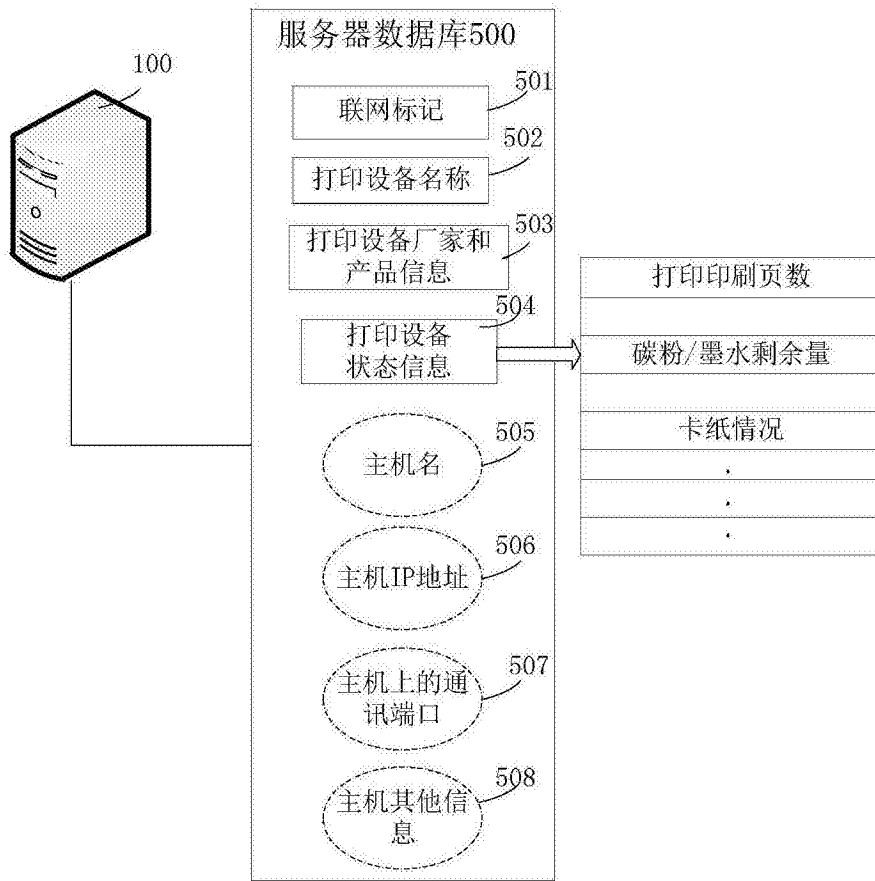 服务器数据库500
100
501
联网标记
502
打印设备名称
503
打印设备厂家和
产品信息
504
打印设备
状态信息
打印印刷页数
碳粉/墨水剩余量
卡纸情况
505
主机名
506
主机IP地址
507
主机上的通
讯端口
508
主机其他信
息